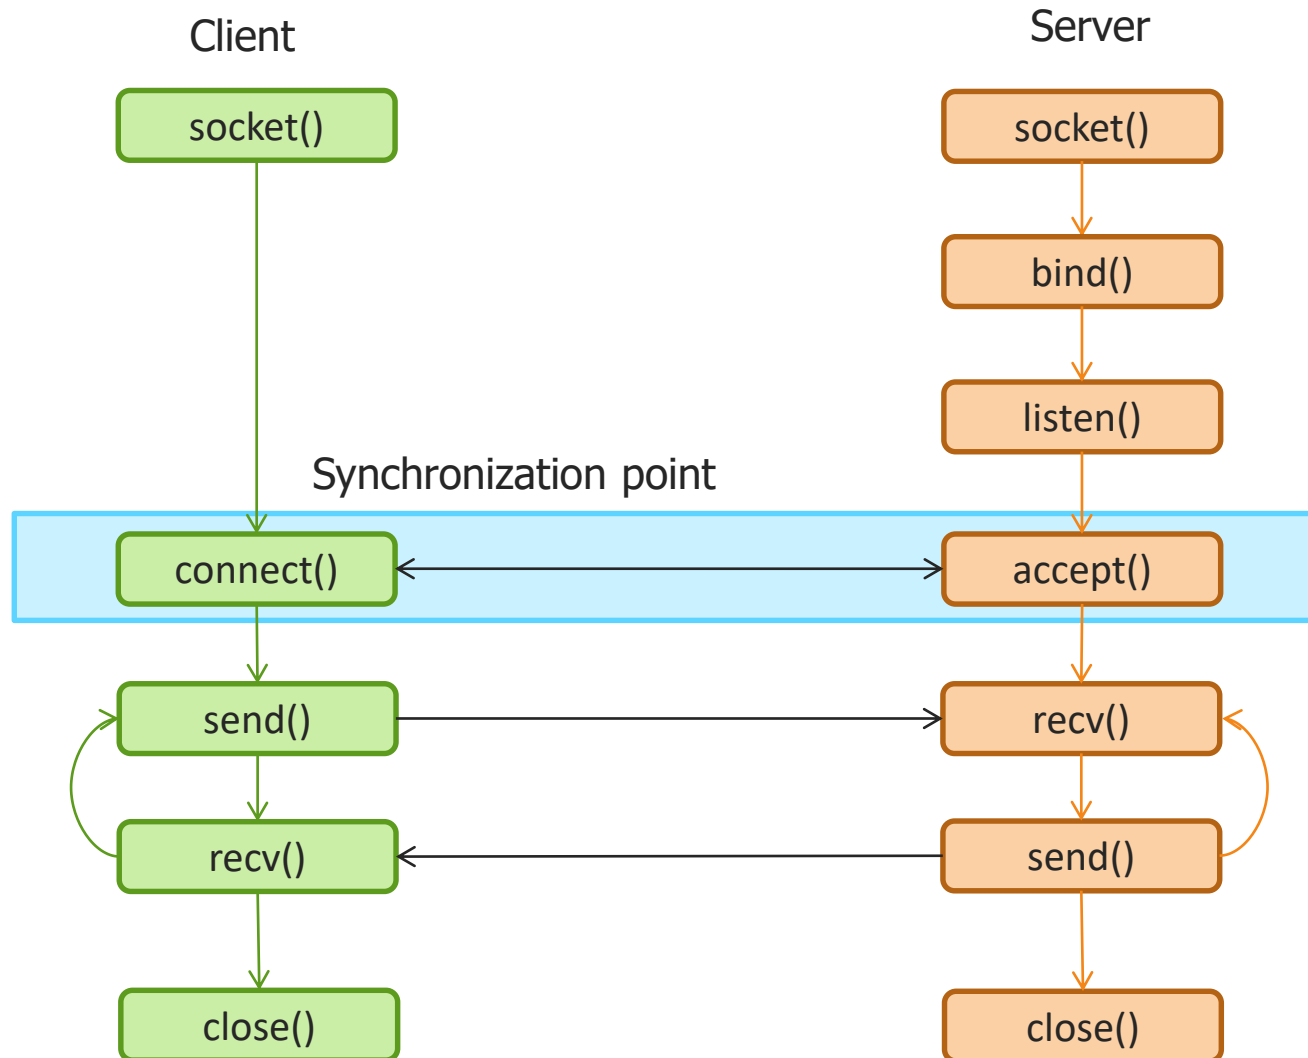 Client
Server
socket()
socket()
bind()
listen()
Synchronization point
connect()
accept()
send()
recv()
recv()
send()
close()
close()